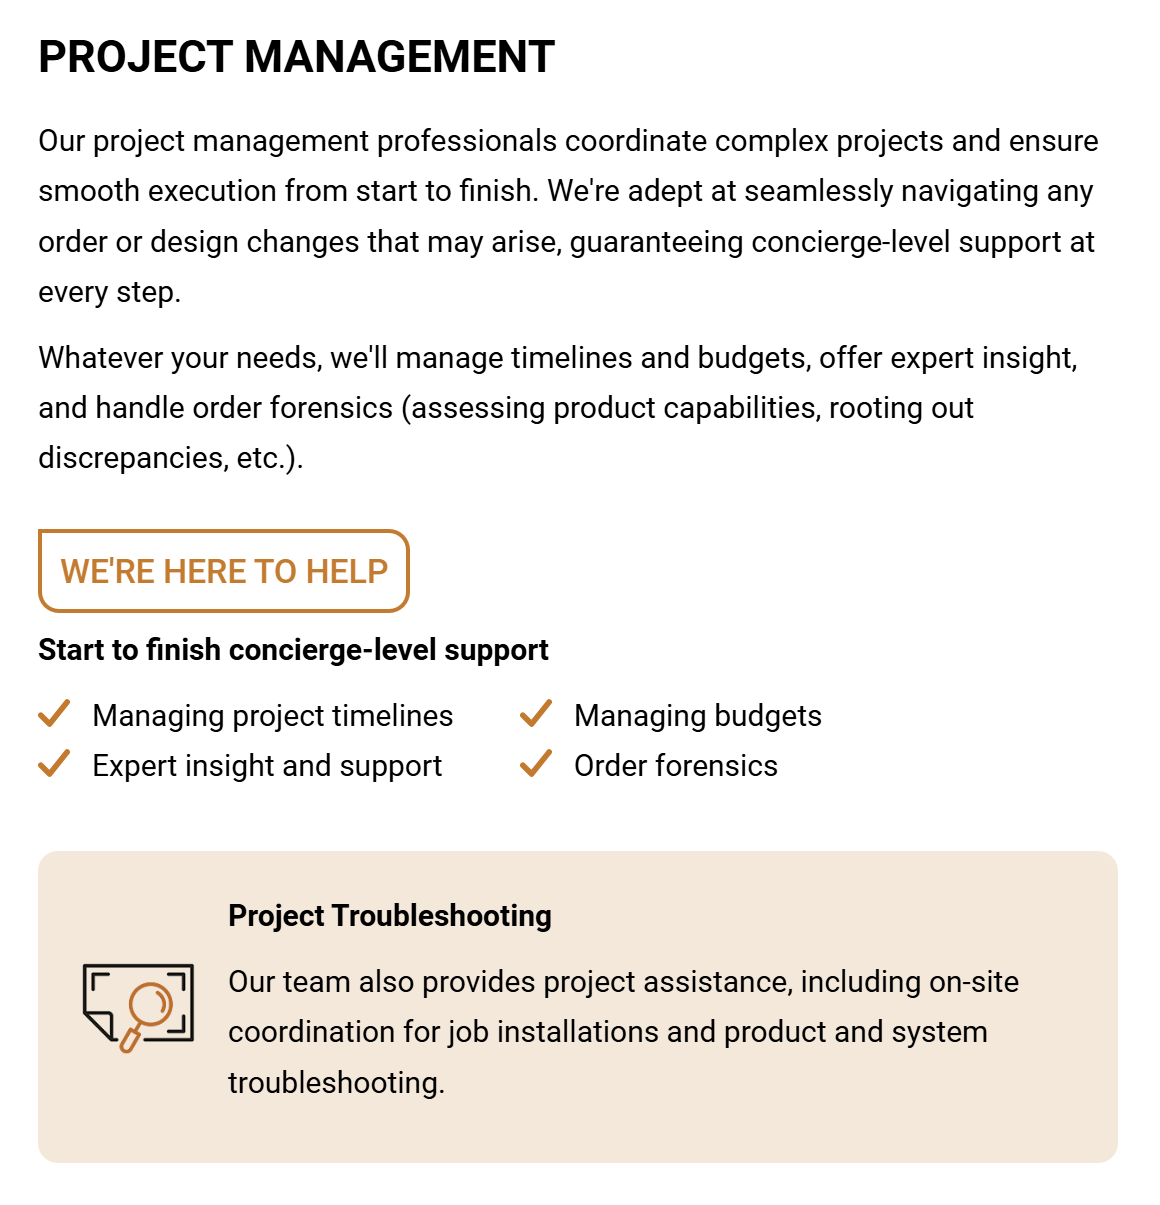 PROJECT MANAGEMENT
Our project management professionals coordinate complex projects and ensure
smooth execution from start to finish. We're adept at seamlessly navigating any
order or design changes that may arise, guaranteeing concierge-level support at
every step.
Whatever your needs, we'll manage timelines and budgets, offer expert insight,
and handle order forensics (assessing product capabilities, rooting out
discrepancies, etc.).
WE'RE HERE TO HELP
Start to finish concierge-level support
Managing project timelines
Managing budgets
Expert insight and support
Order forensics
Project Troubleshooting
Our team also provides project assistance, including on-site
coordination for job installations and product and system
troubleshooting.